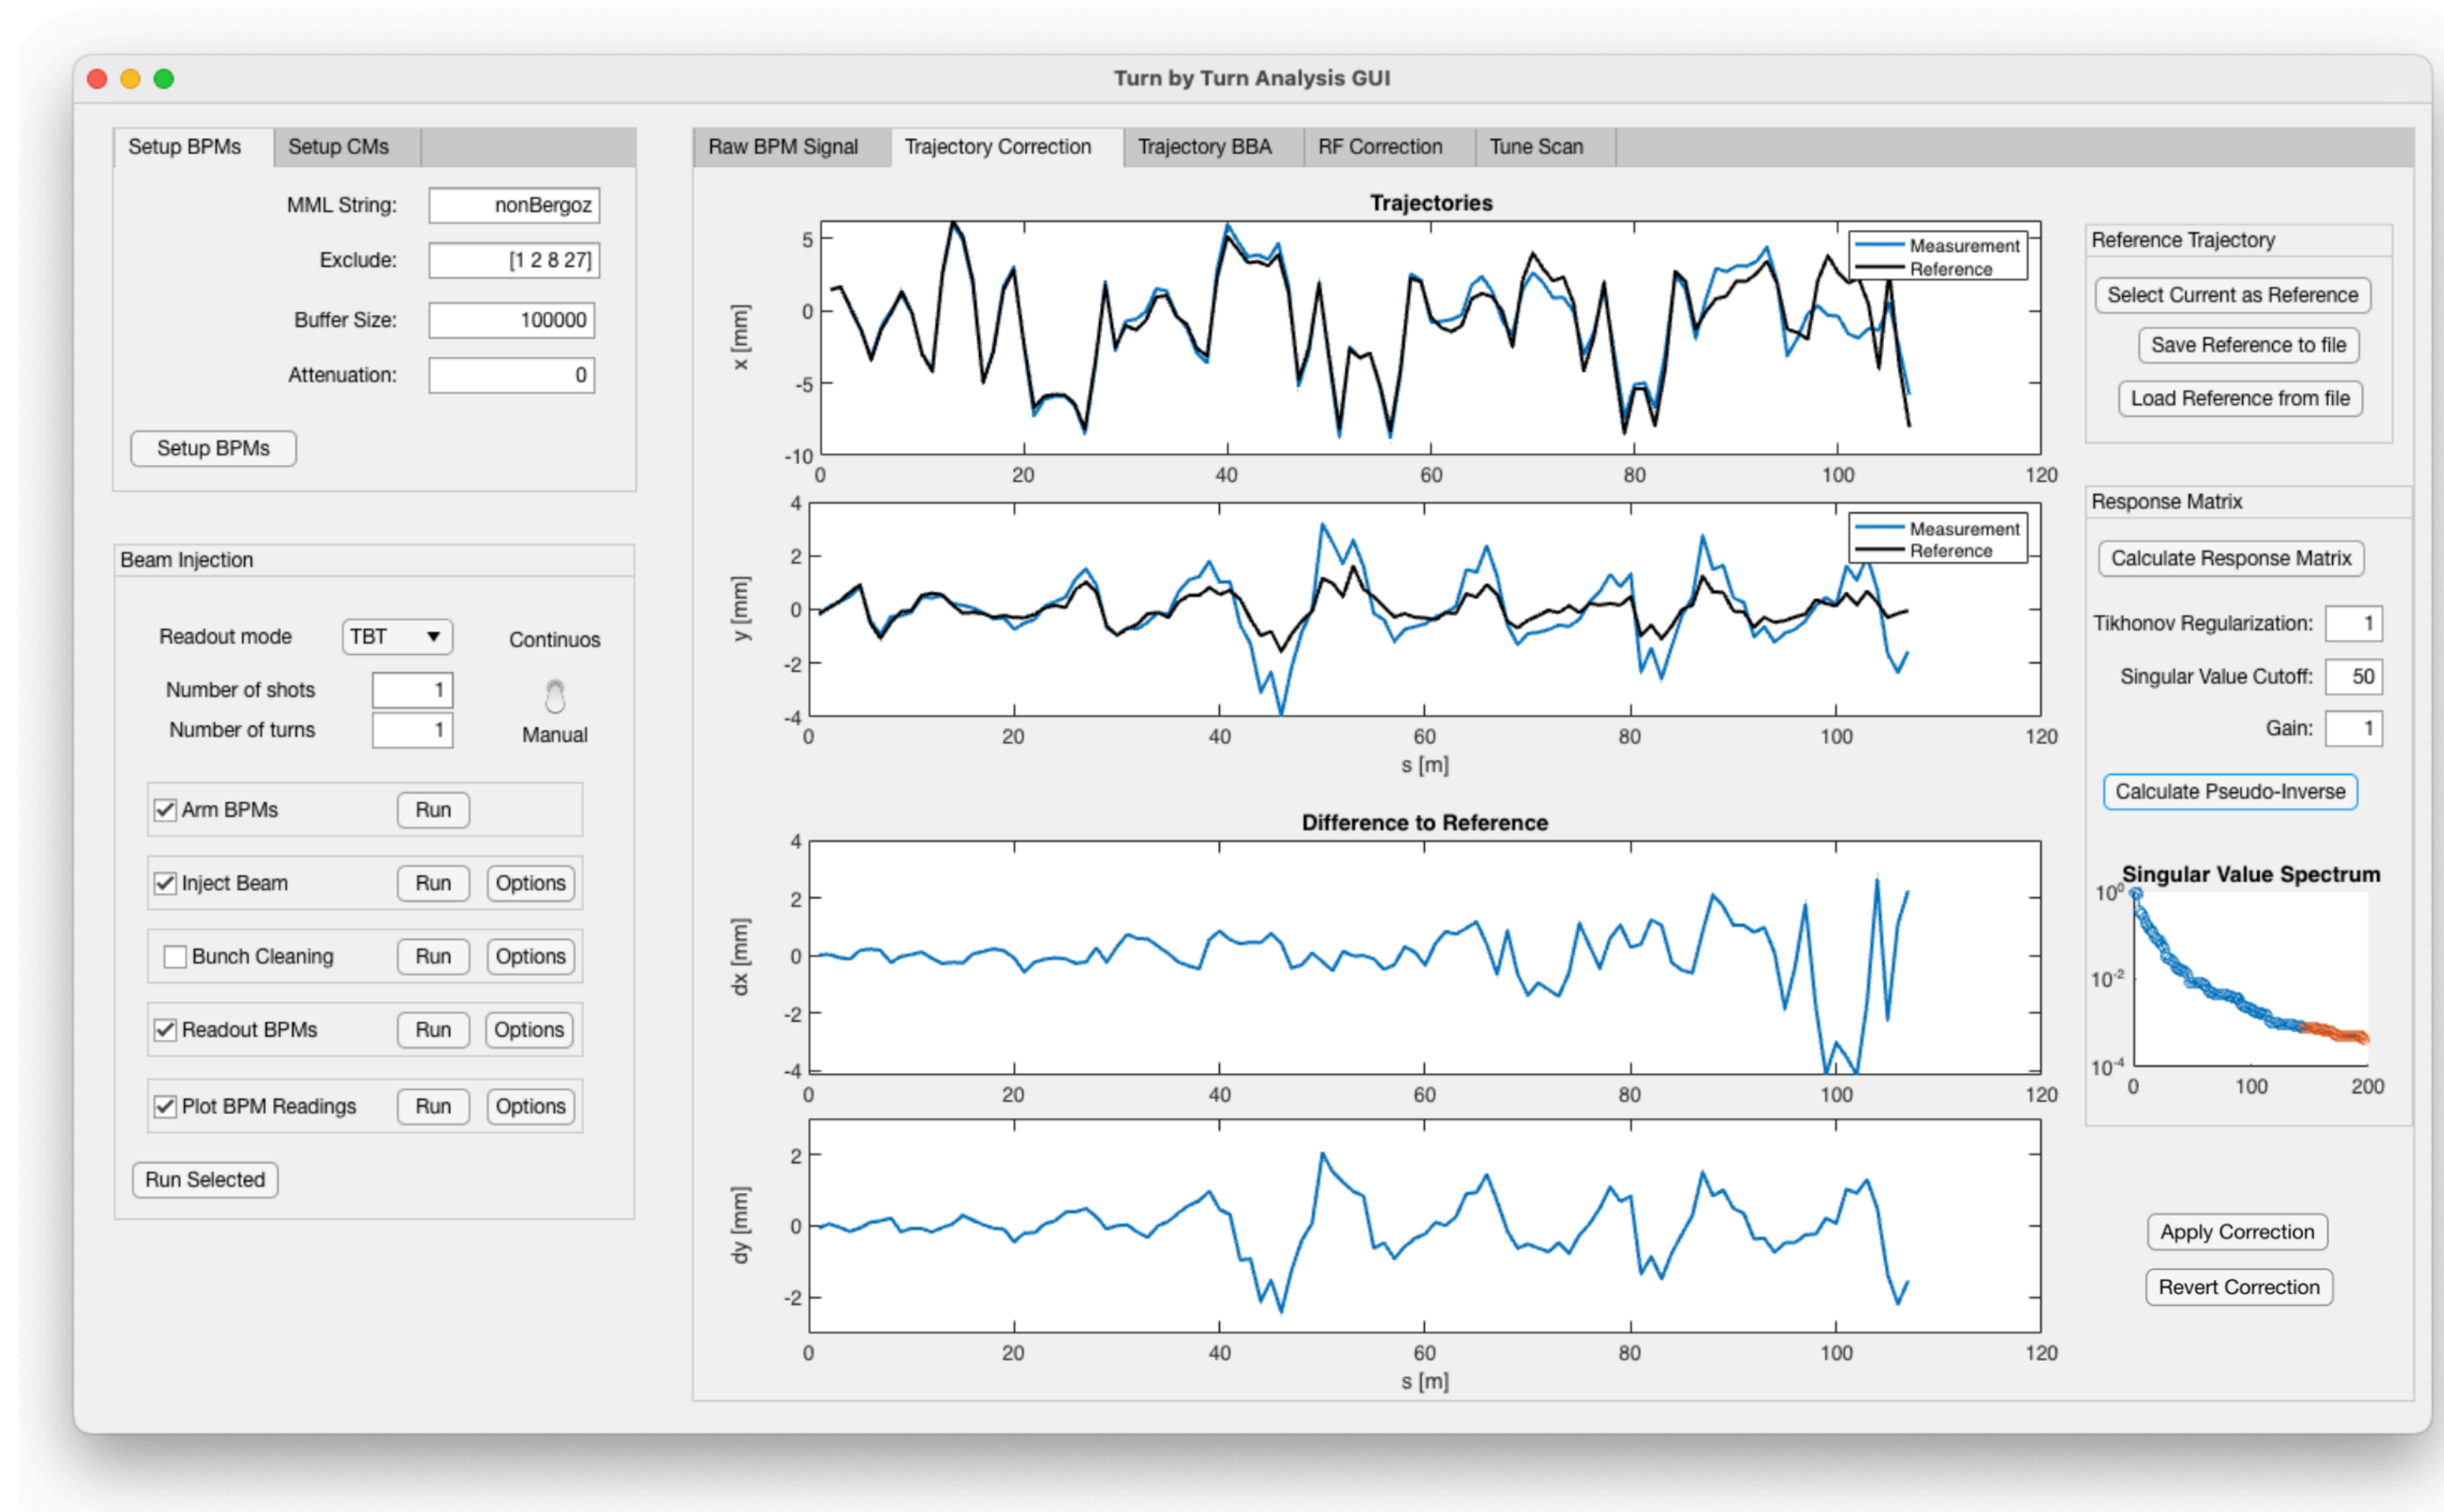 Turn by Turn Analysis GUI
Setup BPMs
Setup CMs
MML String:
nonBergoz
Exclude:
[1 2 8 27]
Buffer Size:
100000
Attenuation:
0
Setup BPMs
Beam Injection
Readout mode
TBT
Continuos
Number of shots
1
Number of turns
1
Manual
Arm BPMs
Run
Inject Beam
Run
Options
Bunch Cleaning
Run
Options
Readout BPMs
Run
Options
Plot BPM Readings
Run
Options
Run Selected
Raw BPM Signal
Trajectory Correction
Trajectory BBA
RF Correction
Tune Scan
Trajectories
x [mm]
5
0
-5
-10
0 20 40 60 80 100 120
Measurement
Reference
y [mm]
4
2
0
-2
-4
0 20 40 60 80 100 120
s [m]
Measurement
Reference
Difference to Reference
dx [mm]
4
2
0
-2
-4
0 20 40 60 80 100 120
dy [mm]
2
0
-2
0 20 40 60 80 100 120
s [m]
Reference Trajectory
Select Current as Reference
Save Reference to file
Load Reference from file
Response Matrix
Calculate Response Matrix
Tikhonov Regularization:
1
Singular Value Cutoff:
50
Gain:
1
Calculate Pseudo-Inverse
Singular Value Spectrum
10^0
10^-2
10^-4
0 100 200
Apply Correction
Revert Correction